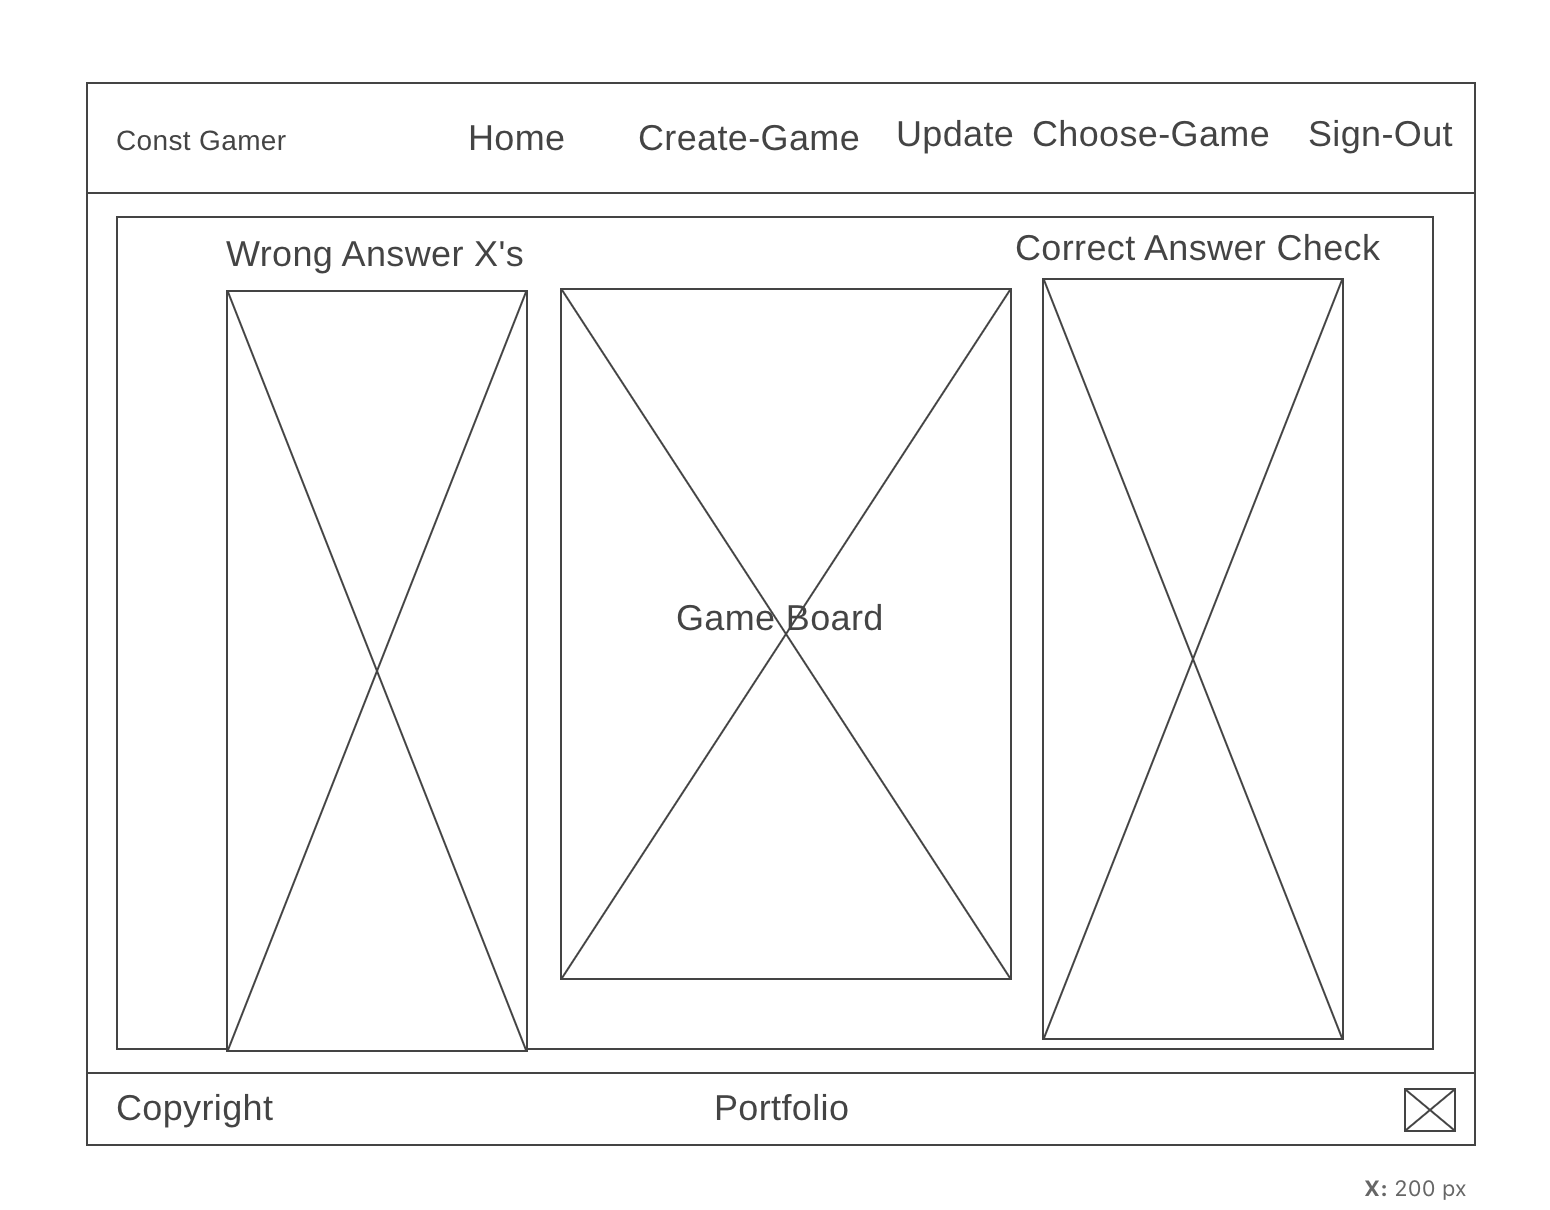 Const Gamer Home Create-Game Update Choose-Game Sign-Out
Wrong Answer X's
Correct Answer Check
Game Board
Copyright Portfolio
X: 200 px